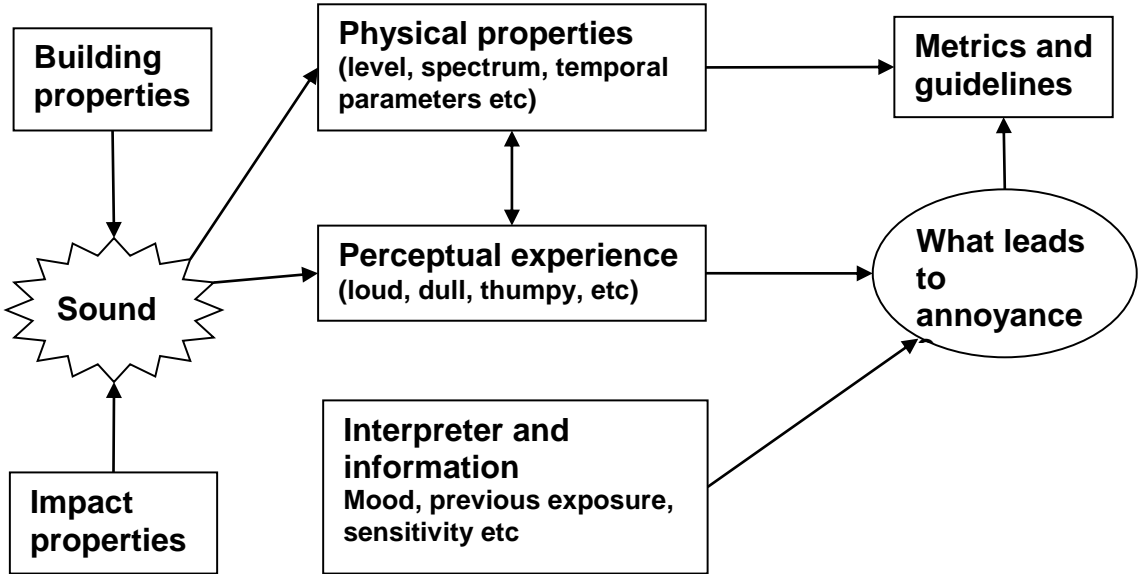 Building
properties
Physical properties
(level, spectrum, temporal
parameters etc)
Metrics and
guidelines
Sound
Perceptual experience
(loud, dull, thumpy, etc)
What leads
to
annoyance
Impact
properties
Interpreter and
information
Mood, previous exposure,
sensitivity etc